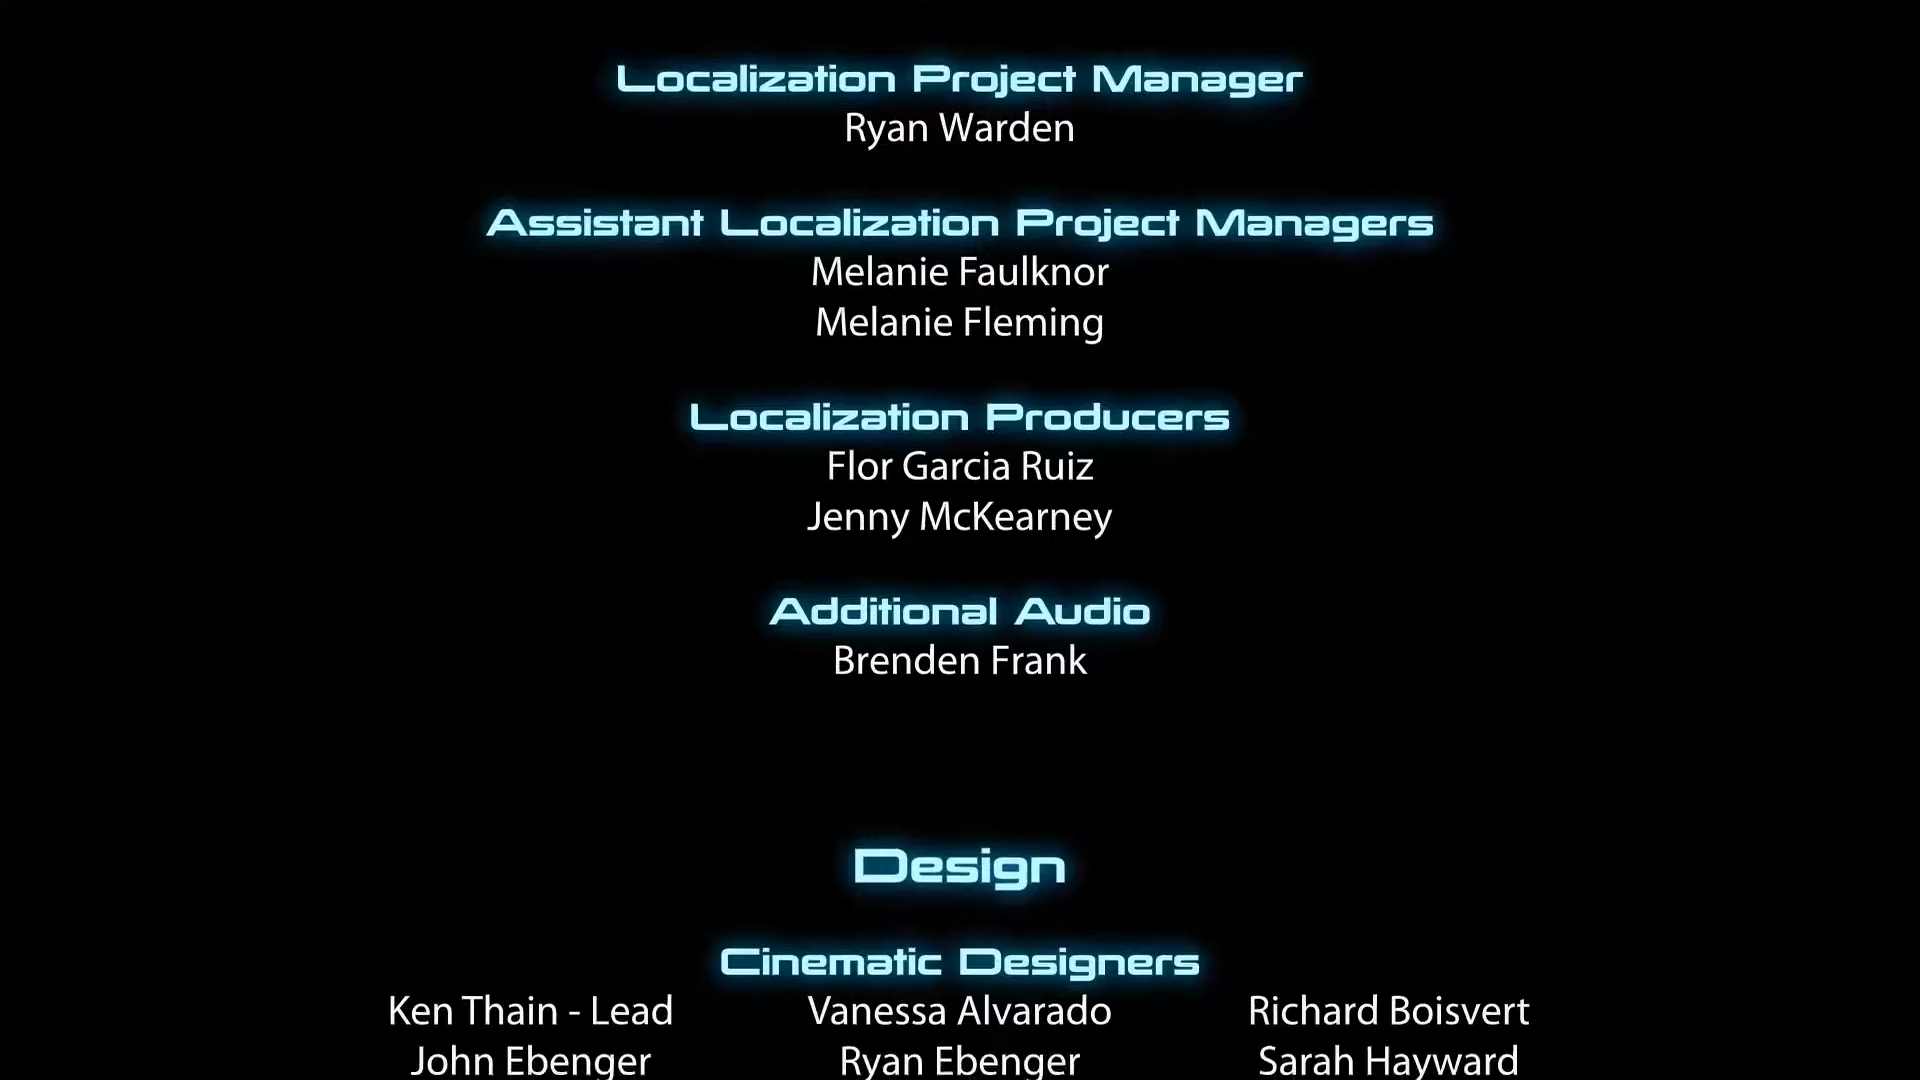 Localization Project Manager
Ryan Warden
Assistant Localization Project Managers
Melanie Faulknor
Melanie Fleming
Localization Producers
Flor Garcia Ruiz
Jenny McKearney
Additional Audio
Brenden Frank
Design
Cinematic Designers
Ken Thain - Lead Vanessa Alvarado Richard Boisvert
John Ebenger Ryan Ebenger Sarah Hayward